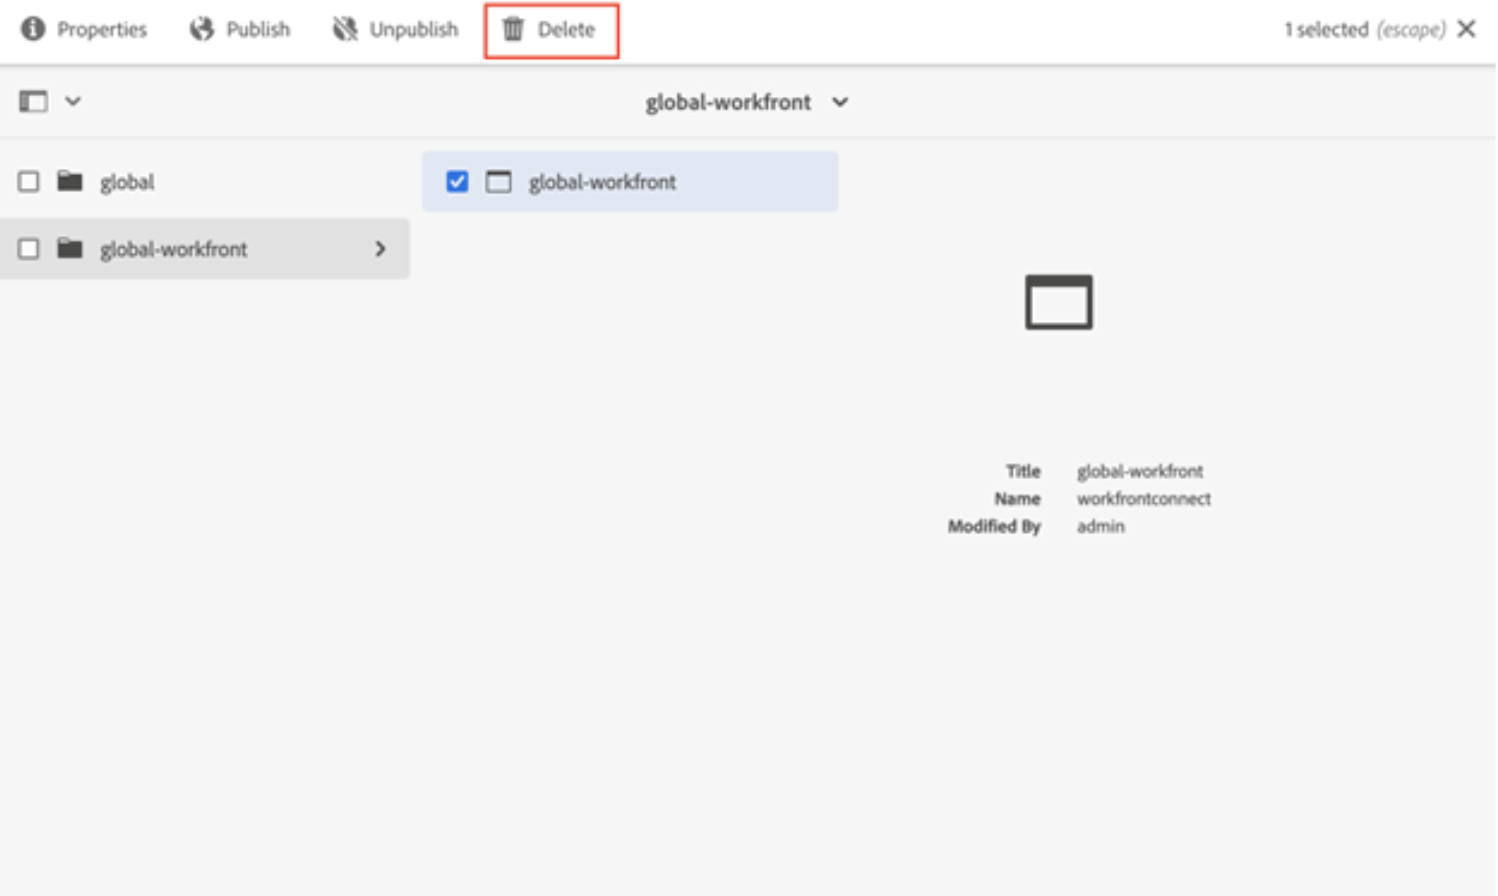 Properties Publish Unpublish Delete 1 selected (escape)
global-workfront
global global-workfront
global-workfront
Title global-workfront
Name workfrontconnect
Modified By admin